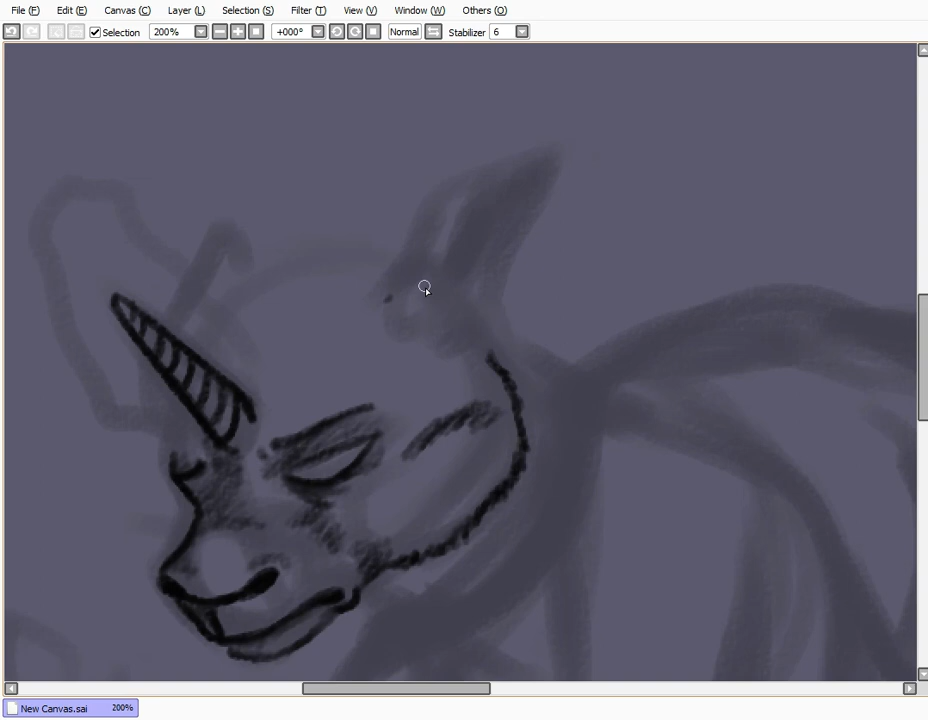 File (F) Edit (E) Canvas (C) Layer (L) Selection (S) Filter (T) View (V) Window (W) Others (O)
Selection 200% +000° Normal Stabilizer 6
New Canvas.sai 200%